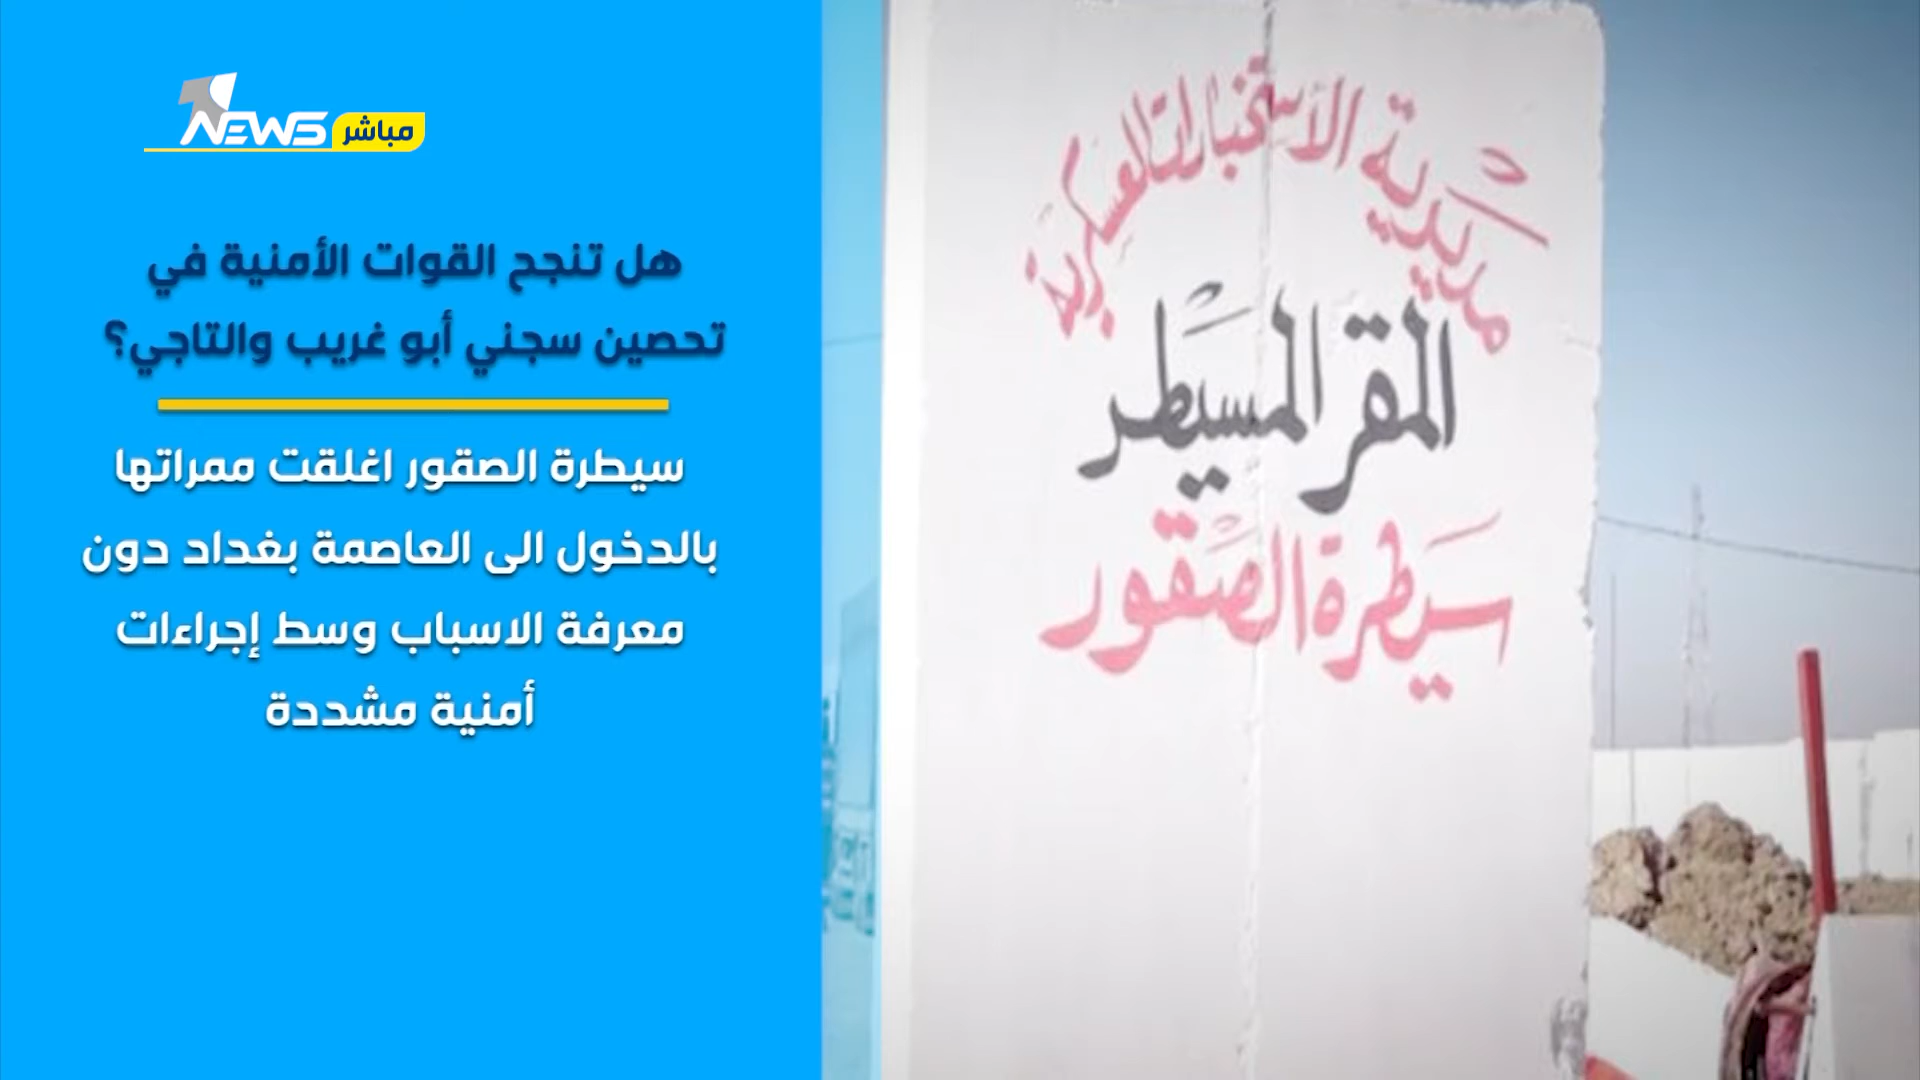 NEWS مباشر
هل تنجح القوات الأمنية في
تحصين سجني أبو غريب والتاجي؟
سيطرة الصقور اغلقت ممراتها
بالدخول الى العاصمة بغداد دون
معرفة الاسباب وسط إجراءات
أمنية مشددة
مديرية الاستخبارات العسكرية
المقر المسيطر
سيطرة الصقور